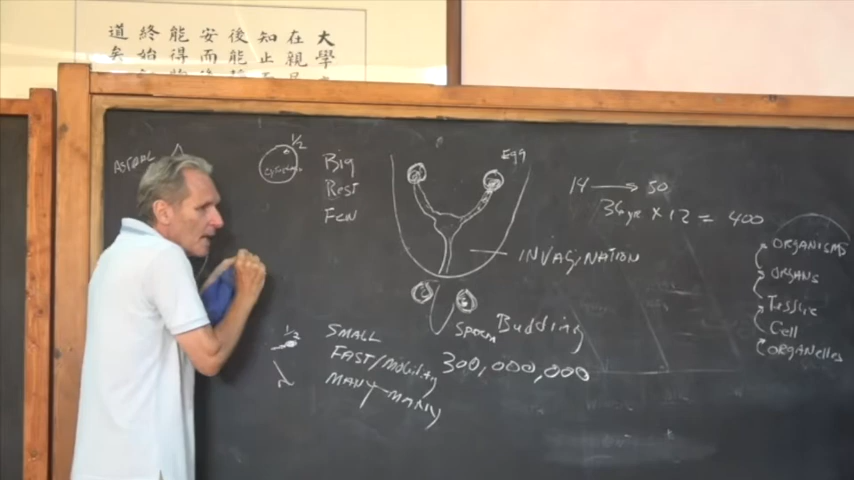 大學
在親
知止
後能
安而
能得
終始
道矣
ASTRAL
1/2
Big
Rest
Few
Egg
14 → 50
36 yr × 12 = 400
INVAGINATION
ORGANISMS
ORGANS
Tissue
Cell
ORGANelles
1/2
SMALL
FAST/Mobility
MANY MANY
Sperm
Budding
300,000,000